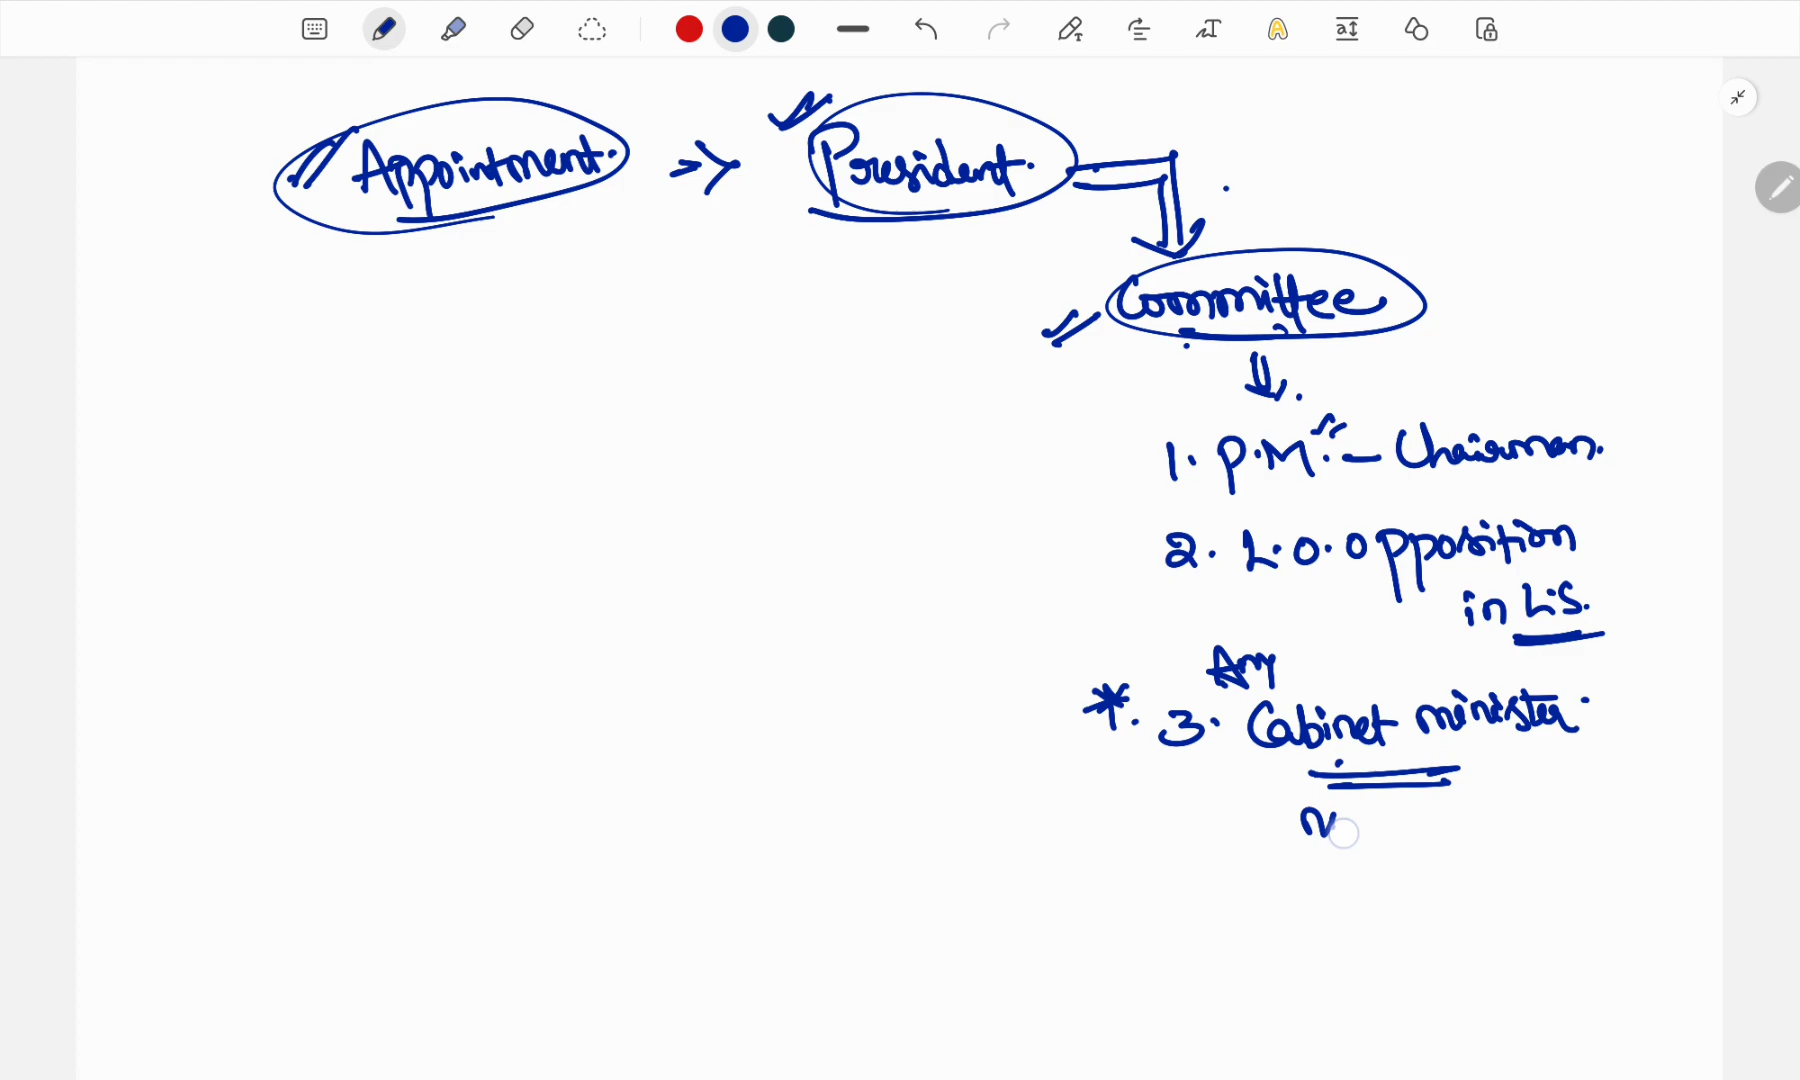 Appointment. President.
Committee
1. P.M. - Chairman.
2. L.O. Opposition
in L.S.
Any
*. 3. Cabinet minister